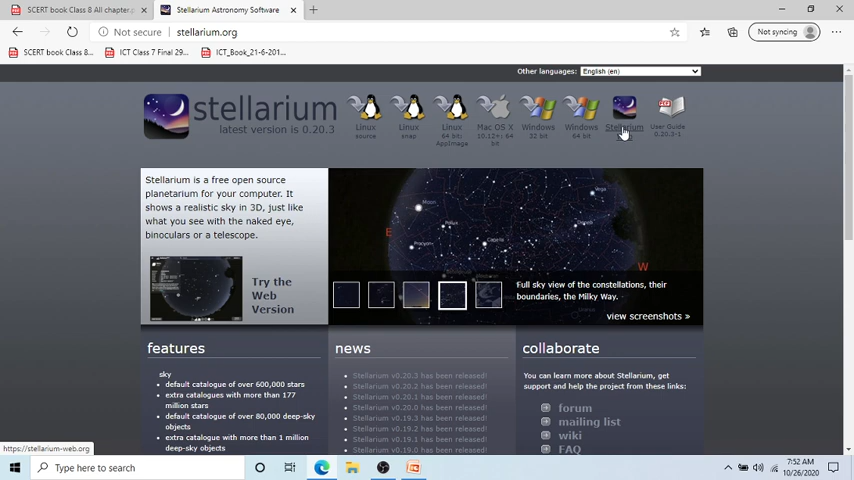 SCERT book Class 8 All chapter.p
Stellarium Astronomy Software
Not secure
stellarium.org
Not syncing
SCERT book Class 8...
ICT Class 7 Final 29...
ICT_Book_21-6-201...
Other languages: English (en)
stellarium
latest version is 0.20.3
Linux
source
Linux
snap
Linux
64 bit;
AppImage
Mac OS X
10.12+; 64
bit
Windows
32 bit
Windows
64 bit
Stellarium
User Guide
0.20.3-1
Stellarium is a free open source
planetarium for your computer. It
shows a realistic sky in 3D, just like
what you see with the naked eye,
binoculars or a telescope.
Try the
Web
Version
Moon
Vega
Pollux
Deneb
Procyon
Capella
E
W
Full sky view of the constellations, their
boundaries, the Milky Way.
view screenshots »
features
sky
default catalogue of over 600,000 stars
extra catalogues with more than 177
million stars
default catalogue of over 80,000 deep-sky
objects
extra catalogue with more than 1 million
deep-sky objects
news
Stellarium v0.20.3 has been released!
Stellarium v0.20.2 has been released!
Stellarium v0.20.1 has been released!
Stellarium v0.20.0 has been released!
Stellarium v0.19.3 has been released!
Stellarium v0.19.2 has been released!
Stellarium v0.19.1 has been released!
Stellarium v0.19.0 has been released!
collaborate
You can learn more about Stellarium, get
support and help the project from these links:
forum
mailing list
wiki
FAQ
https://stellarium-web.org
Type here to search
7:52 AM
10/26/2020